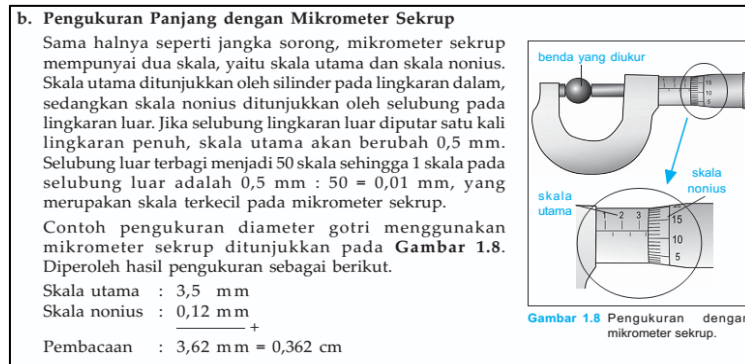 b. Pengukuran Panjang dengan Mikrometer Sekrup
Sama halnya seperti jangka sorong, mikrometer sekrup
mempunyai dua skala, yaitu skala utama dan skala nonius.
Skala utama ditunjukkan oleh silinder pada lingkaran dalam,
sedangkan skala nonius ditunjukkan oleh selubung pada
lingkaran luar. Jika selubung lingkaran luar diputar satu kali
lingkaran penuh, skala utama akan berubah 0,5 mm.
Selubung luar terbagi menjadi 50 skala sehingga 1 skala pada
selubung luar adalah 0,5 mm : 50 = 0,01 mm, yang
merupakan skala terkecil pada mikrometer sekrup.
Contoh pengukuran diameter gotri menggunakan
mikrometer sekrup ditunjukkan pada Gambar 1.8.
Diperoleh hasil pengukuran sebagai berikut.
Skala utama : 3,5 mm
Skala nonius : 0,12 mm
+
Pembacaan : 3,62 mm = 0,362 cm
benda yang diukur
15
10
5
skala
nonius
skala
utama
2 3
15
10
5
Gambar 1.8 Pengukuran dengan
mikrometer sekrup.